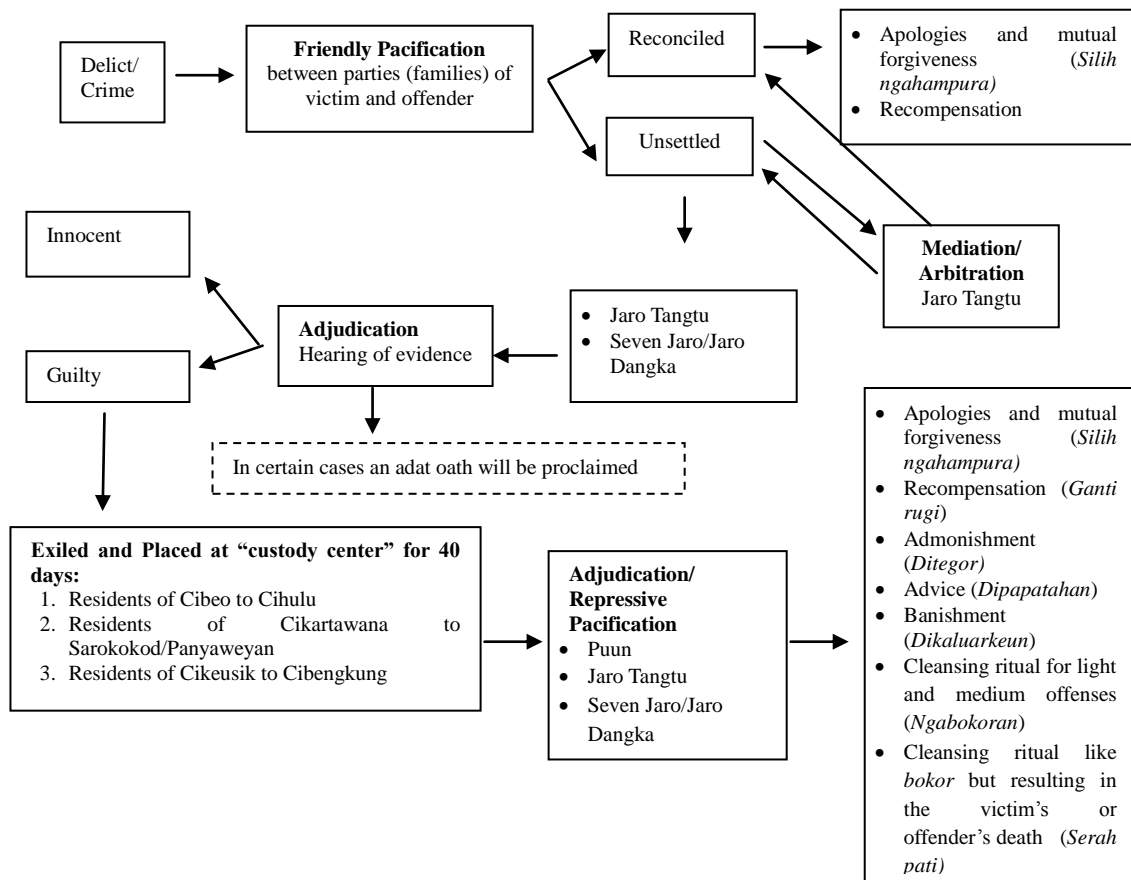 Delict/
Crime
Friendly Pacification
between parties (families) of
victim and offender
Reconciled
• Apologies and mutual
forgiveness (Silih
ngahampura)
• Recompensation
Unsettled
Mediation/
Arbitration
Jaro Tangtu
Innocent
Guilty
Adjudication
Hearing of evidence
• Jaro Tangtu
• Seven Jaro/Jaro
Dangka
In certain cases an adat oath will be proclaimed
Exiled and Placed at “custody center” for 40
days:
1. Residents of Cibeo to Cihulu
2. Residents of Cikartawana to
Sarokokod/Panyaweyan
3. Residents of Cikeusik to Cibengkung
Adjudication/
Repressive
Pacification
• Puun
• Jaro Tangtu
• Seven Jaro/Jaro
Dangka
• Apologies and mutual
forgiveness (Silih
ngahampura)
• Recompensation (Ganti
rugi)
• Admonishment
(Ditegor)
• Advice (Dipapatahan)
• Banishment
(Dikaluarkeun)
• Cleansing ritual for light
and medium offenses
(Ngabokoran)
• Cleansing ritual like
bokor but resulting in
the victim’s or
offender’s death (Serah
pati)